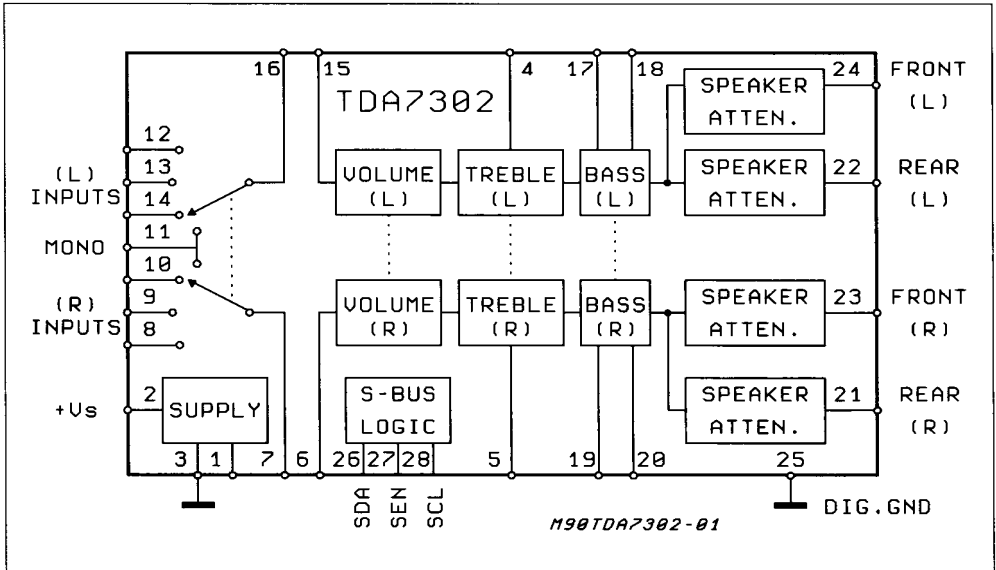 16 15 4 17 18 24 FRONT
TDA7302
SPEAKER
ATTEN.
(L)
12
13
(L)
INPUTS
14
VOLUME
(L)
TREBLE
(L)
BASS
(L)
SPEAKER
ATTEN.
22
REAR
(L)
MONO 11
10
(R)
INPUTS
9
8
VOLUME
(R)
TREBLE
(R)
BASS
(R)
SPEAKER
ATTEN.
23
FRONT
(R)
+Vs 2
SUPPLY
S-BUS
LOGIC
SPEAKER
ATTEN.
21
REAR
(R)
3 1 7 6 26 27 28 5 19 20 25
SDA
SEN
SCL
DIG.GND
M90TDA7302-01